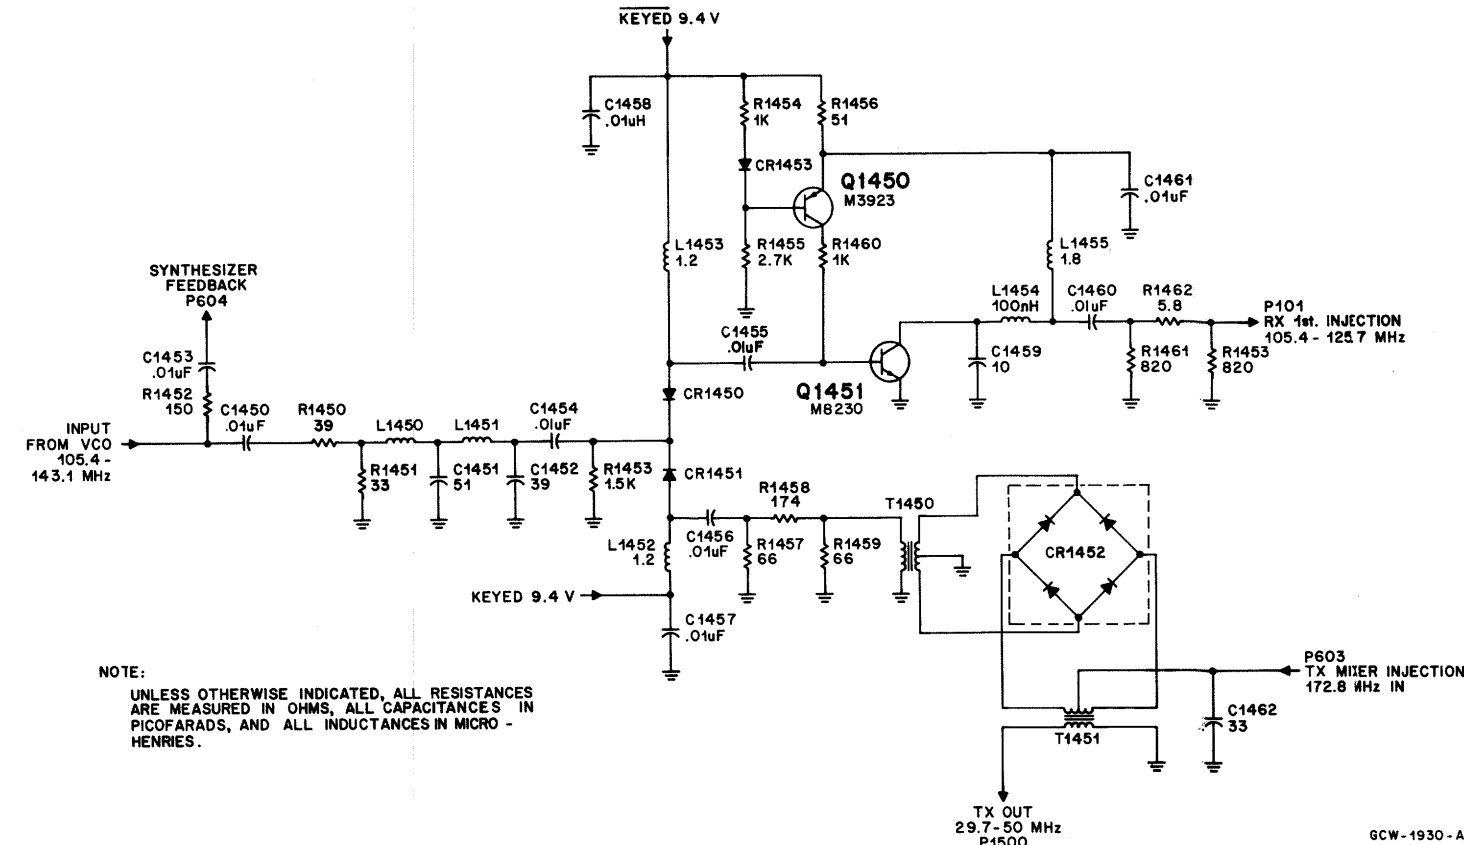 KEYED 9.4 V
C1458
.01uH
R1454
1K
R1456
51
CR1453
Q1450
M3923
C1461
.01uF
L1453
1.2
R1455
2.7K
R1460
1K
L1455
1.8
SYNTHESIZER
FEEDBACK
P604
C1453
.01uF
R1452
150
C1455
.01uF
L1454
100nH
C1460
.01uF
R1462
5.8
P101
RX 1st. INJECTION
105.4 - 125.7 MHz
C1459
10
R1461
820
R1453
820
Q1451
M8230
CR1450
INPUT
FROM VCO
105.4 -
143.1 MHz
C1450
.01uF
R1450
39
L1450
L1451
C1454
.01uF
R1451
33
C1451
51
C1452
39
R1453
1.5K
CR1451
R1458
174
T1450
L1452
1.2
C1456
.01uF
R1457
66
R1459
66
CR1452
KEYED 9.4 V
C1457
.01uF
NOTE:
UNLESS OTHERWISE INDICATED, ALL RESISTANCES
ARE MEASURED IN OHMS, ALL CAPACITANCES IN
PICOFARADS, AND ALL INDUCTANCES IN MICRO -
HENRIES.
P603
TX MIXER INJECTION
172.8 MHz IN
C1462
33
T1451
TX OUT
29.7-50 MHz
P1500
GCW-1930-A